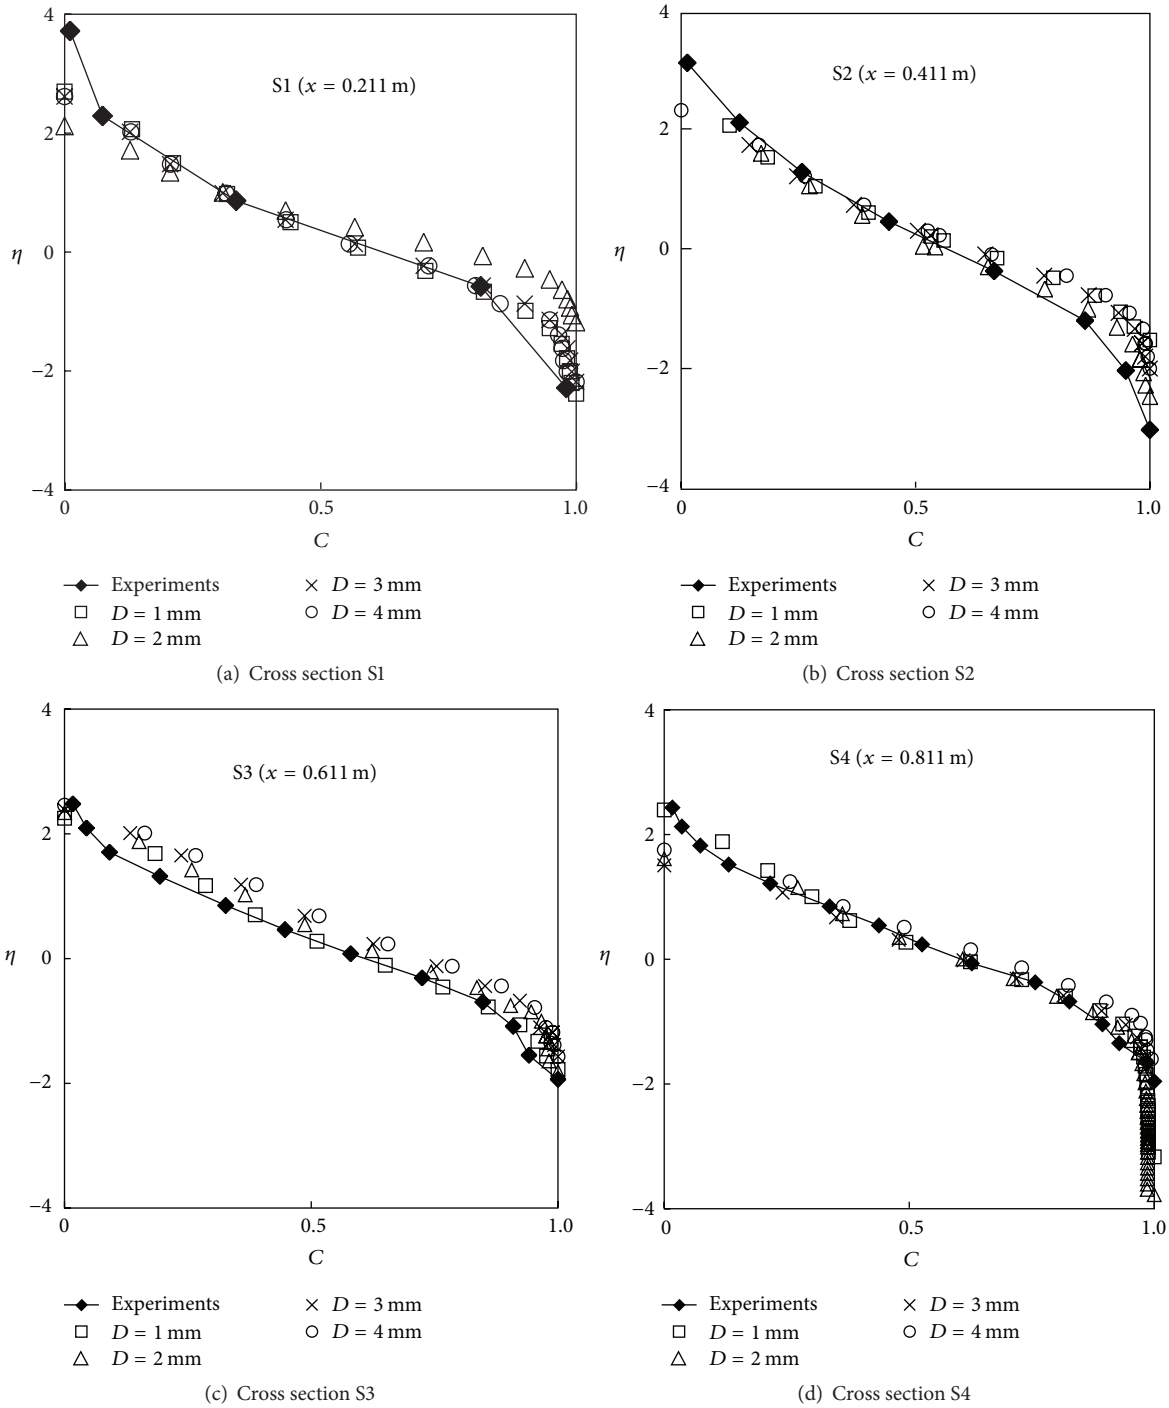 4
2
0
−2
−4
η
S1 (x = 0.211 m)
0
0.5
1.0
C
Experiments
D = 1 mm
D = 2 mm
D = 3 mm
D = 4 mm
(a) Cross section S1
4
2
0
−2
−4
η
S2 (x = 0.411 m)
0
0.5
1.0
C
Experiments
D = 1 mm
D = 2 mm
D = 3 mm
D = 4 mm
(b) Cross section S2
4
2
0
−2
−4
η
S3 (x = 0.611 m)
0
0.5
1.0
C
Experiments
D = 1 mm
D = 2 mm
D = 3 mm
D = 4 mm
(c) Cross section S3
4
2
0
−2
−4
η
S4 (x = 0.811 m)
0
0.5
1.0
C
Experiments
D = 1 mm
D = 2 mm
D = 3 mm
D = 4 mm
(d) Cross section S4